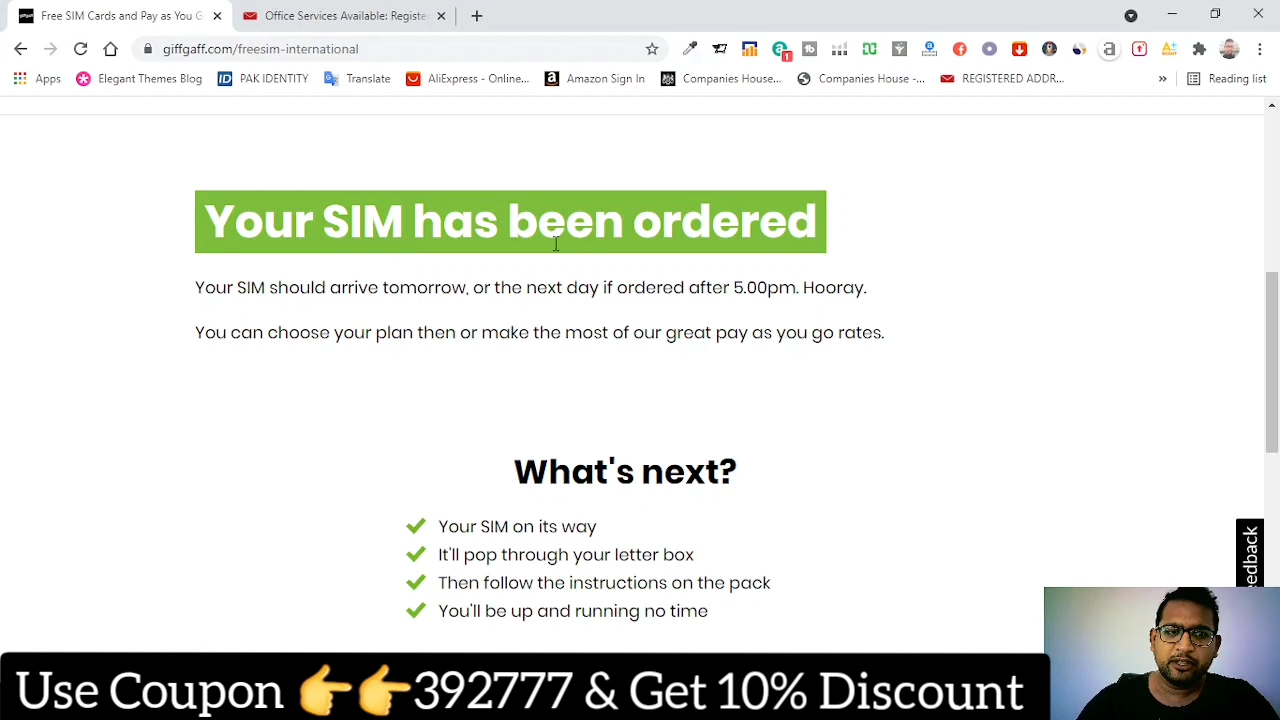 Free SIM Cards and Pay as You G
Office Services Available: Registe
giffgaff.com/freesim-international
Apps
Elegant Themes Blog
PAK IDENTITY
Translate
AliExpress - Online...
Amazon Sign In
Companies House...
Companies House -...
REGISTERED ADDR...
»
Reading list
Your SIM has been ordered
Your SIM should arrive tomorrow, or the next day if ordered after 5.00pm. Hooray.
You can choose your plan then or make the most of our great pay as you go rates.
What's next?
Your SIM on its way
It'll pop through your letter box
Then follow the instructions on the pack
You'll be up and running no time
edback
Use Coupon 👉👉392777 & Get 10% Discount